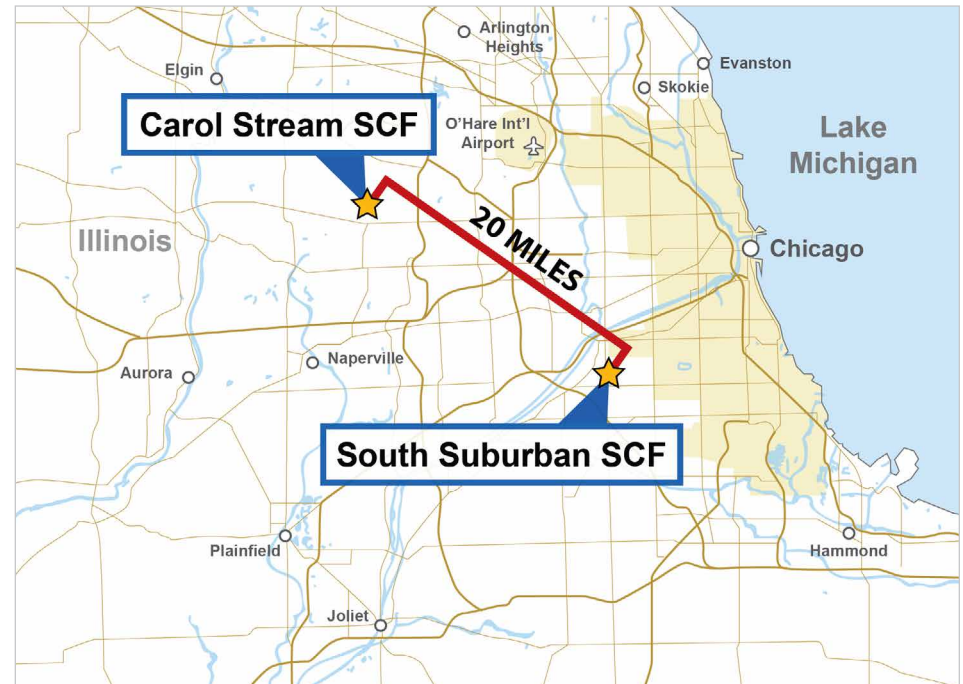 Arlington
Heights
Evanston
Elgin
Skokie
Carol Stream SCF
O'Hare Int'l
Airport
Lake
Michigan
20 MILES
Illinois
Chicago
Naperville
Aurora
South Suburban SCF
Plainfield
Hammond
Joliet